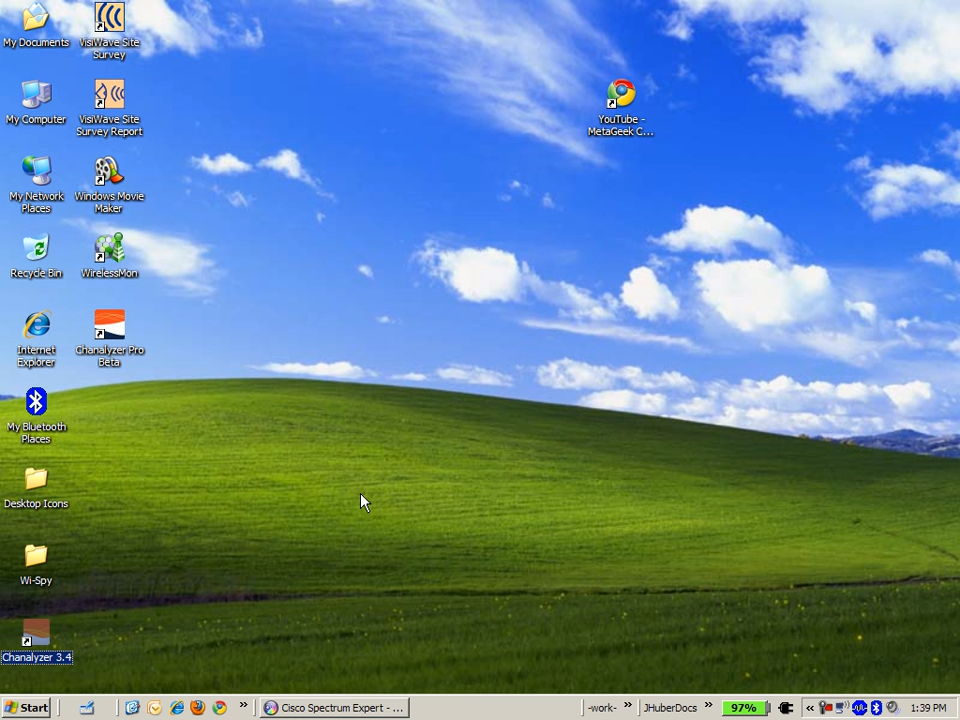 My Documents
VisiWave Site
Survey
My Computer
VisiWave Site
Survey Report
YouTube -
MetaGeek C...
My Network
Places
Windows Movie
Maker
Recycle Bin
WirelessMon
Internet
Explorer
Chanalyzer Pro
Beta
My Bluetooth
Places
Desktop Icons
Wi-Spy
Chanalyzer 3.4
Start
Cisco Spectrum Expert - ...
-work-
JHuberDocs
97%
1:39 PM